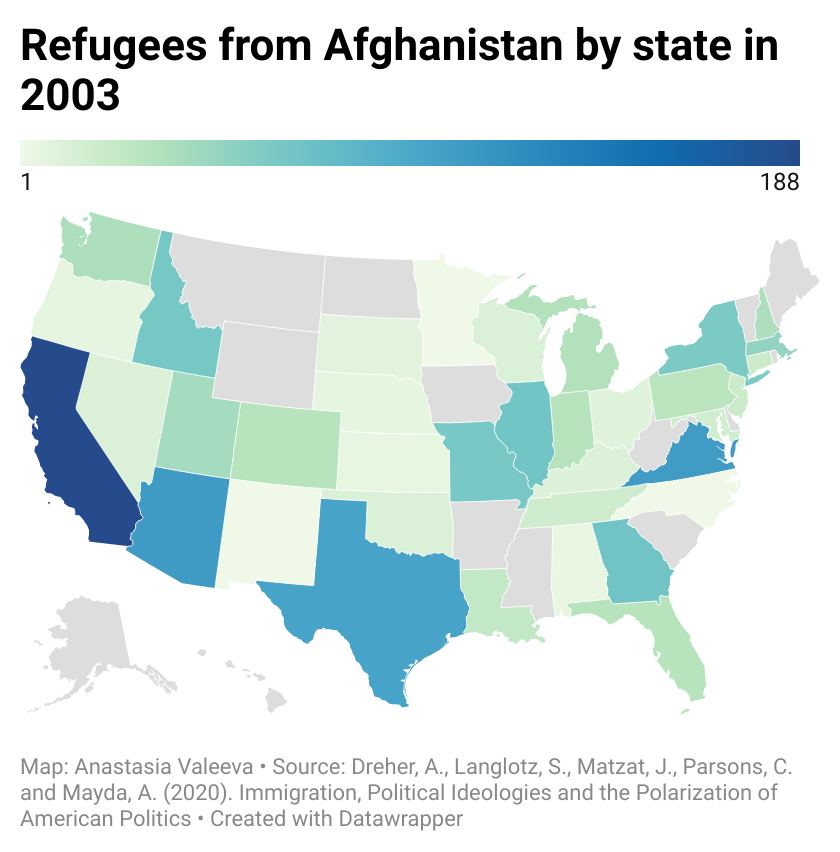 Refugees from Afghanistan by state in
2003
1 188
Map: Anastasia Valeeva • Source: Dreher, A., Langlotz, S., Matzat, J., Parsons, C.
and Mayda, A. (2020). Immigration, Political Ideologies and the Polarization of
American Politics • Created with Datawrapper